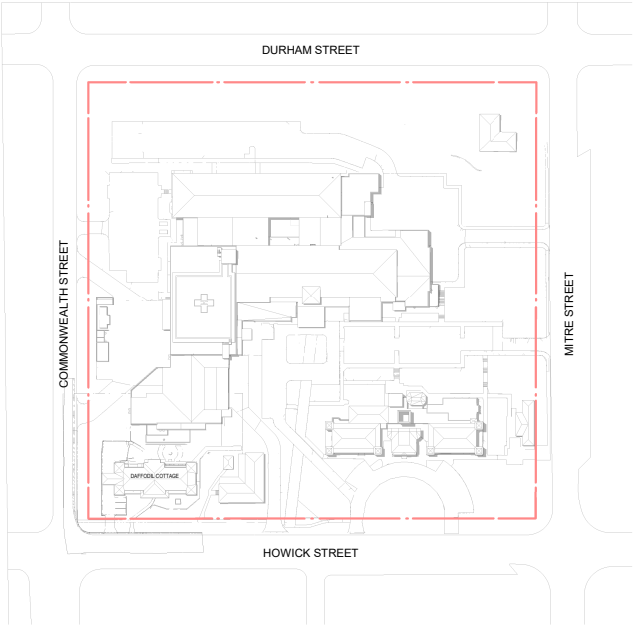 DURHAM STREET
COMMONWEALTH STREET
MITRE STREET
DAFFODIL COTTAGE
HOWICK STREET